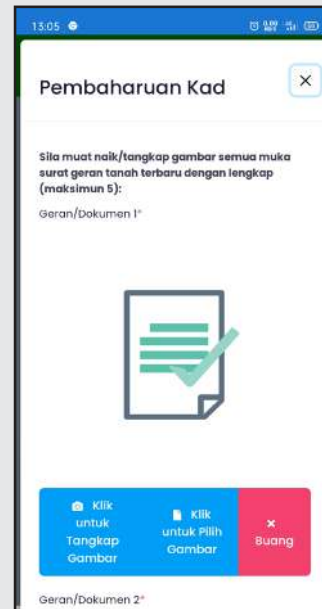 13:05
Pembaharuan Kad
Sila muat naik/tangkap gambar semua muka
surat geran tanah terbaru dengan lengkap
(maksimun 5):
Geran/Dokumen 1*
Klik
untuk
Tangkap
Gambar
Klik
untuk Pilih
Gambar
Buang
Geran/Dokumen 2*